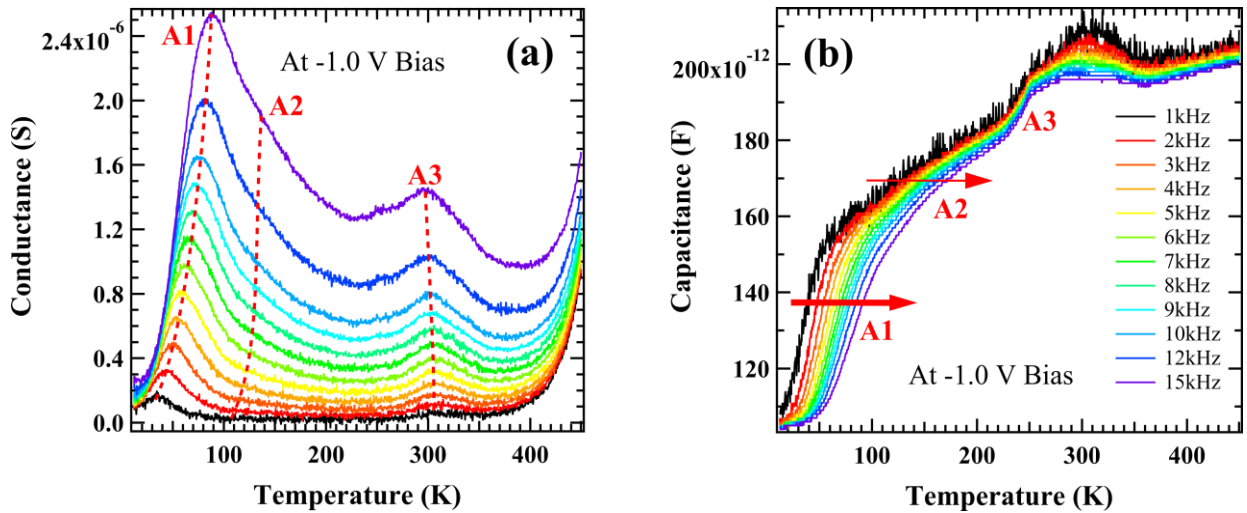 A1
(a)
At -1.0 V Bias
A2
A3
2.4x10⁻⁶
2.0
1.6
1.2
0.8
0.4
0.0
Conductance (S)
100
200
300
400
Temperature (K)
(b)
200x10⁻¹²
180
160
140
120
Capacitance (F)
A3
A2
A1
At -1.0 V Bias
1kHz
2kHz
3kHz
4kHz
5kHz
6kHz
7kHz
8kHz
9kHz
10kHz
12kHz
15kHz
100
200
300
400
Temperature (K)